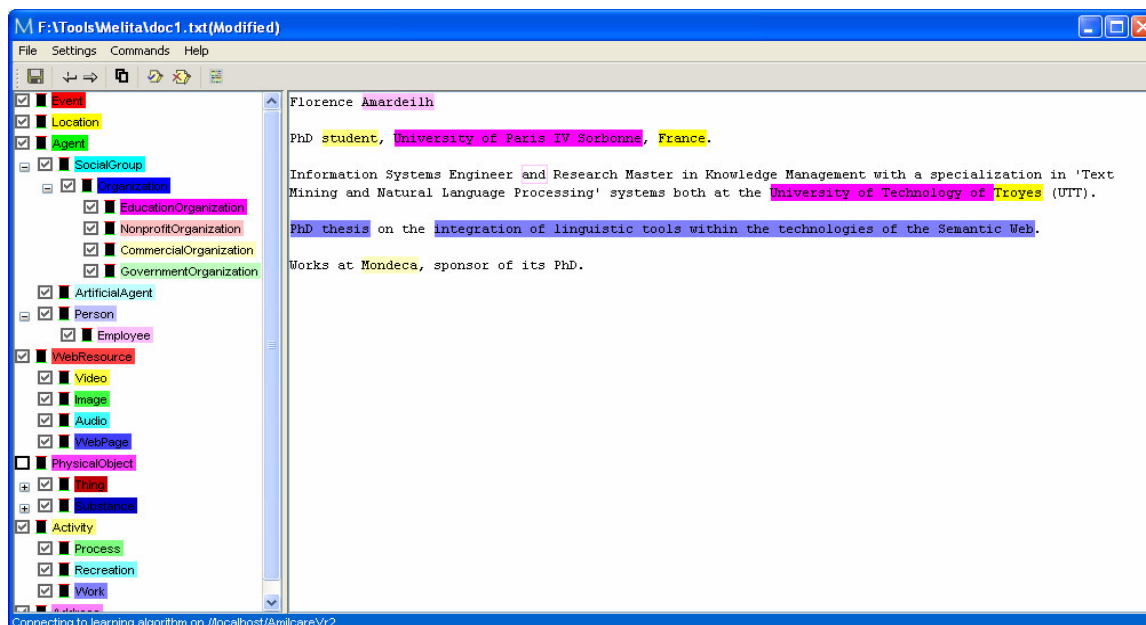 F:\Tools\Melita\doc1.txt(Modified)
File Settings Commands Help
Event
Location
Agent
SocialGroup
Organization
EducationOrganization
NonprofitOrganization
CommercialOrganization
GovernmentOrganization
ArtificialAgent
Person
Employee
WebResource
Video
Image
Audio
WebPage
PhysicalObject
Thing
Substance
Activity
Process
Recreation
Work
Address
Florence Amardeilh
PhD student, University of Paris IV Sorbonne, France.
Information Systems Engineer and Research Master in Knowledge Management with a specialization in 'Text
Mining and Natural Language Processing' systems both at the University of Technology of Troyes (UTT).
PhD thesis on the integration of linguistic tools within the technologies of the Semantic Web.
Works at Mondeca, sponsor of its PhD.
Connecting to learning algorithm on //localhost/AmilcareVr2